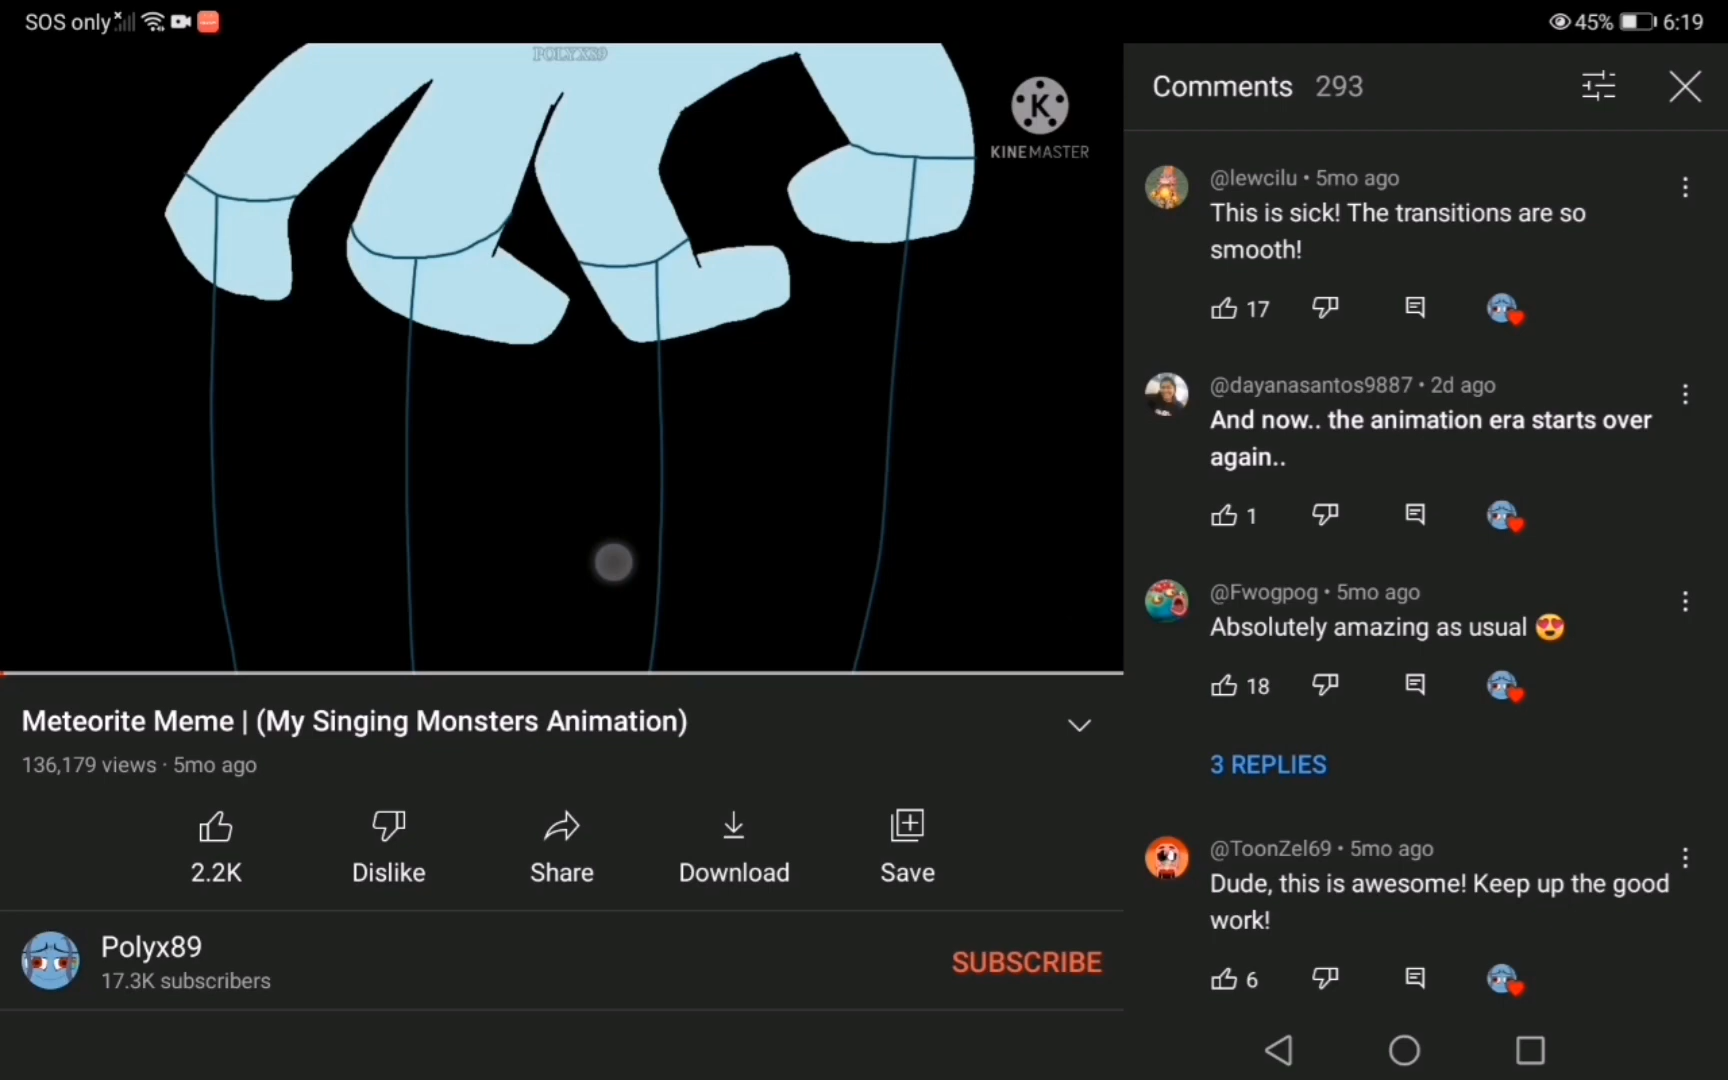 SOS only
45% 6:19
POLYX89
K
KINEMASTER
Meteorite Meme | (My Singing Monsters Animation)
136,179 views · 5mo ago
2.2K
Dislike
Share
Download
Save
Polyx89
17.3K subscribers
SUBSCRIBE
Comments 293
@lewcilu • 5mo ago
This is sick! The transitions are so
smooth!
17
@dayanasantos9887 • 2d ago
And now.. the animation era starts over
again..
1
@Fwogpog • 5mo ago
Absolutely amazing as usual 😍
18
3 REPLIES
@ToonZel69 • 5mo ago
Dude, this is awesome! Keep up the good
work!
6